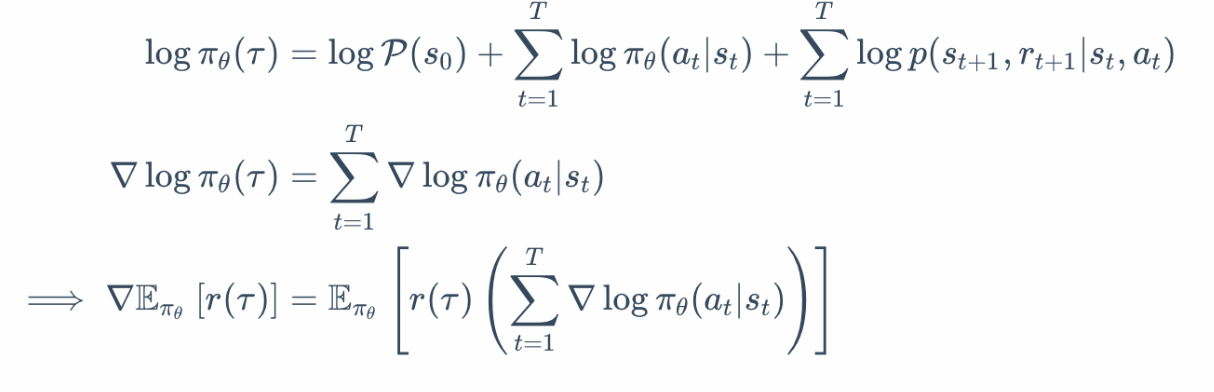 log π_θ(τ) = log 𝒫(s_0) + ∑_{t=1}^{T} log π_θ(a_t|s_t) + ∑_{t=1}^{T} log p(s_{t+1}, r_{t+1}|s_t, a_t)
∇ log π_θ(τ) = ∑_{t=1}^{T} ∇ log π_θ(a_t|s_t)
⟹ ∇𝔼_{π_θ} [r(τ)] = 𝔼_{π_θ} [r(τ) (∑_{t=1}^{T} ∇ log π_θ(a_t|s_t))]